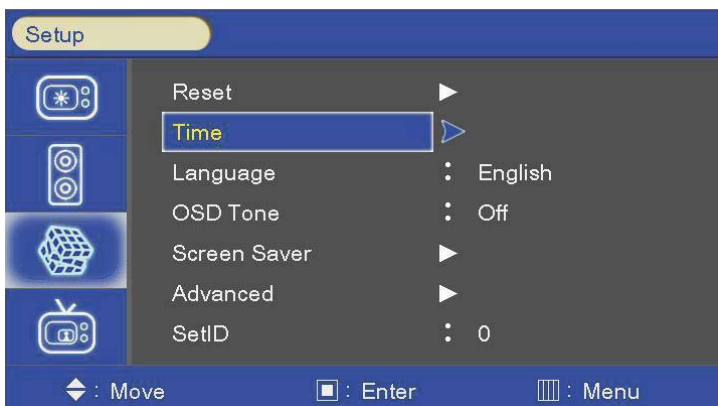 Setup
Reset
Time
Language : English
OSD Tone : Off
Screen Saver
Advanced
SetID : 0
: Move : Enter : Menu